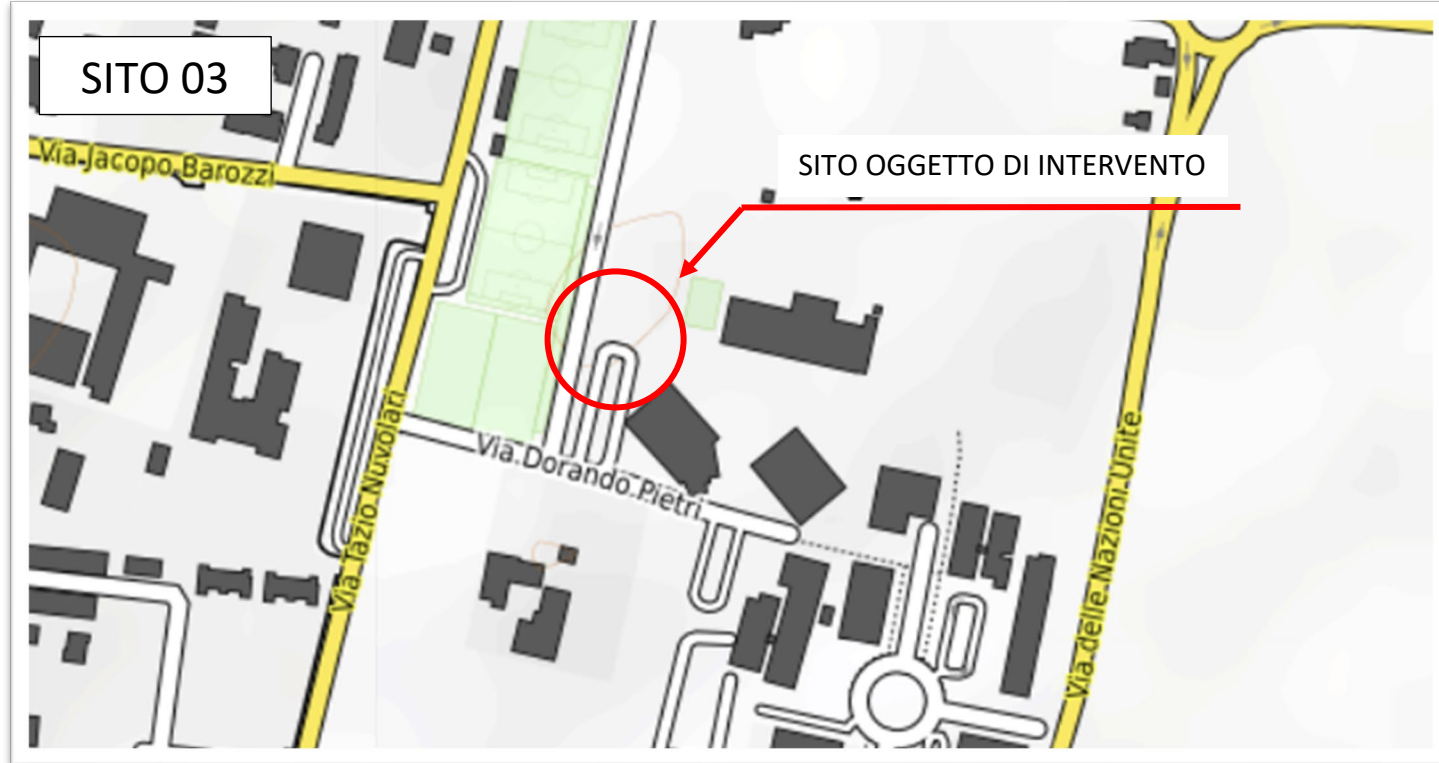 SITO 03
SITO OGGETTO DI INTERVENTO
Via Jacopo Barozzi
Via Dorando Pietri
Via Tazio Nuvolari
Via delle Nazioni Unite